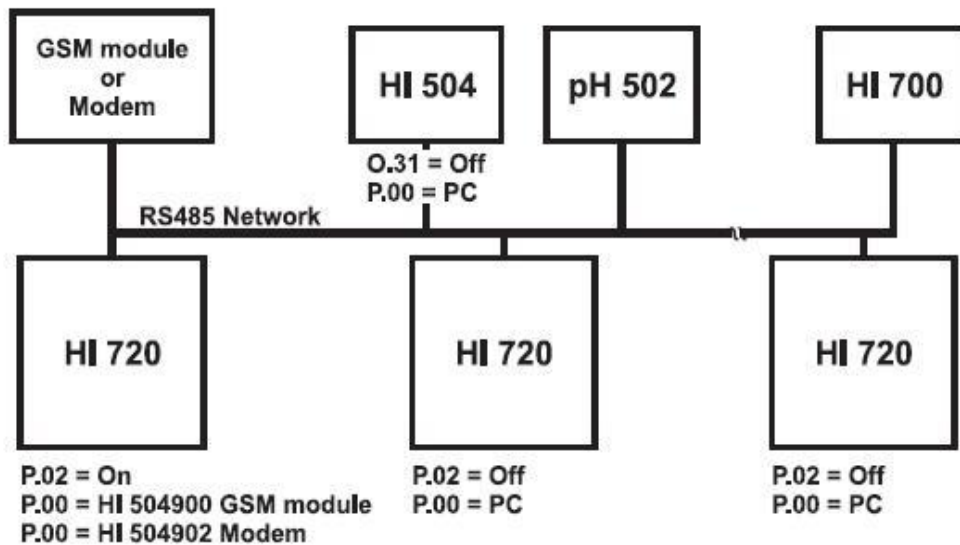 GSM module
or
Modem
HI 504
pH 502
HI 700
O.31 = Off
P.00 = PC
RS485 Network
HI 720
HI 720
HI 720
P.02 = On
P.00 = HI 504900 GSM module
P.00 = HI 504902 Modem
P.02 = Off
P.00 = PC
P.02 = Off
P.00 = PC